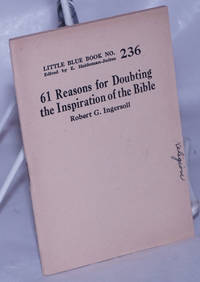 LITTLE BLUE BOOK NO. 236
Edited by E. Haldeman-Julius
61 Reasons for Doubting
the Inspiration of the Bible
Robert G. Ingersoll
religions